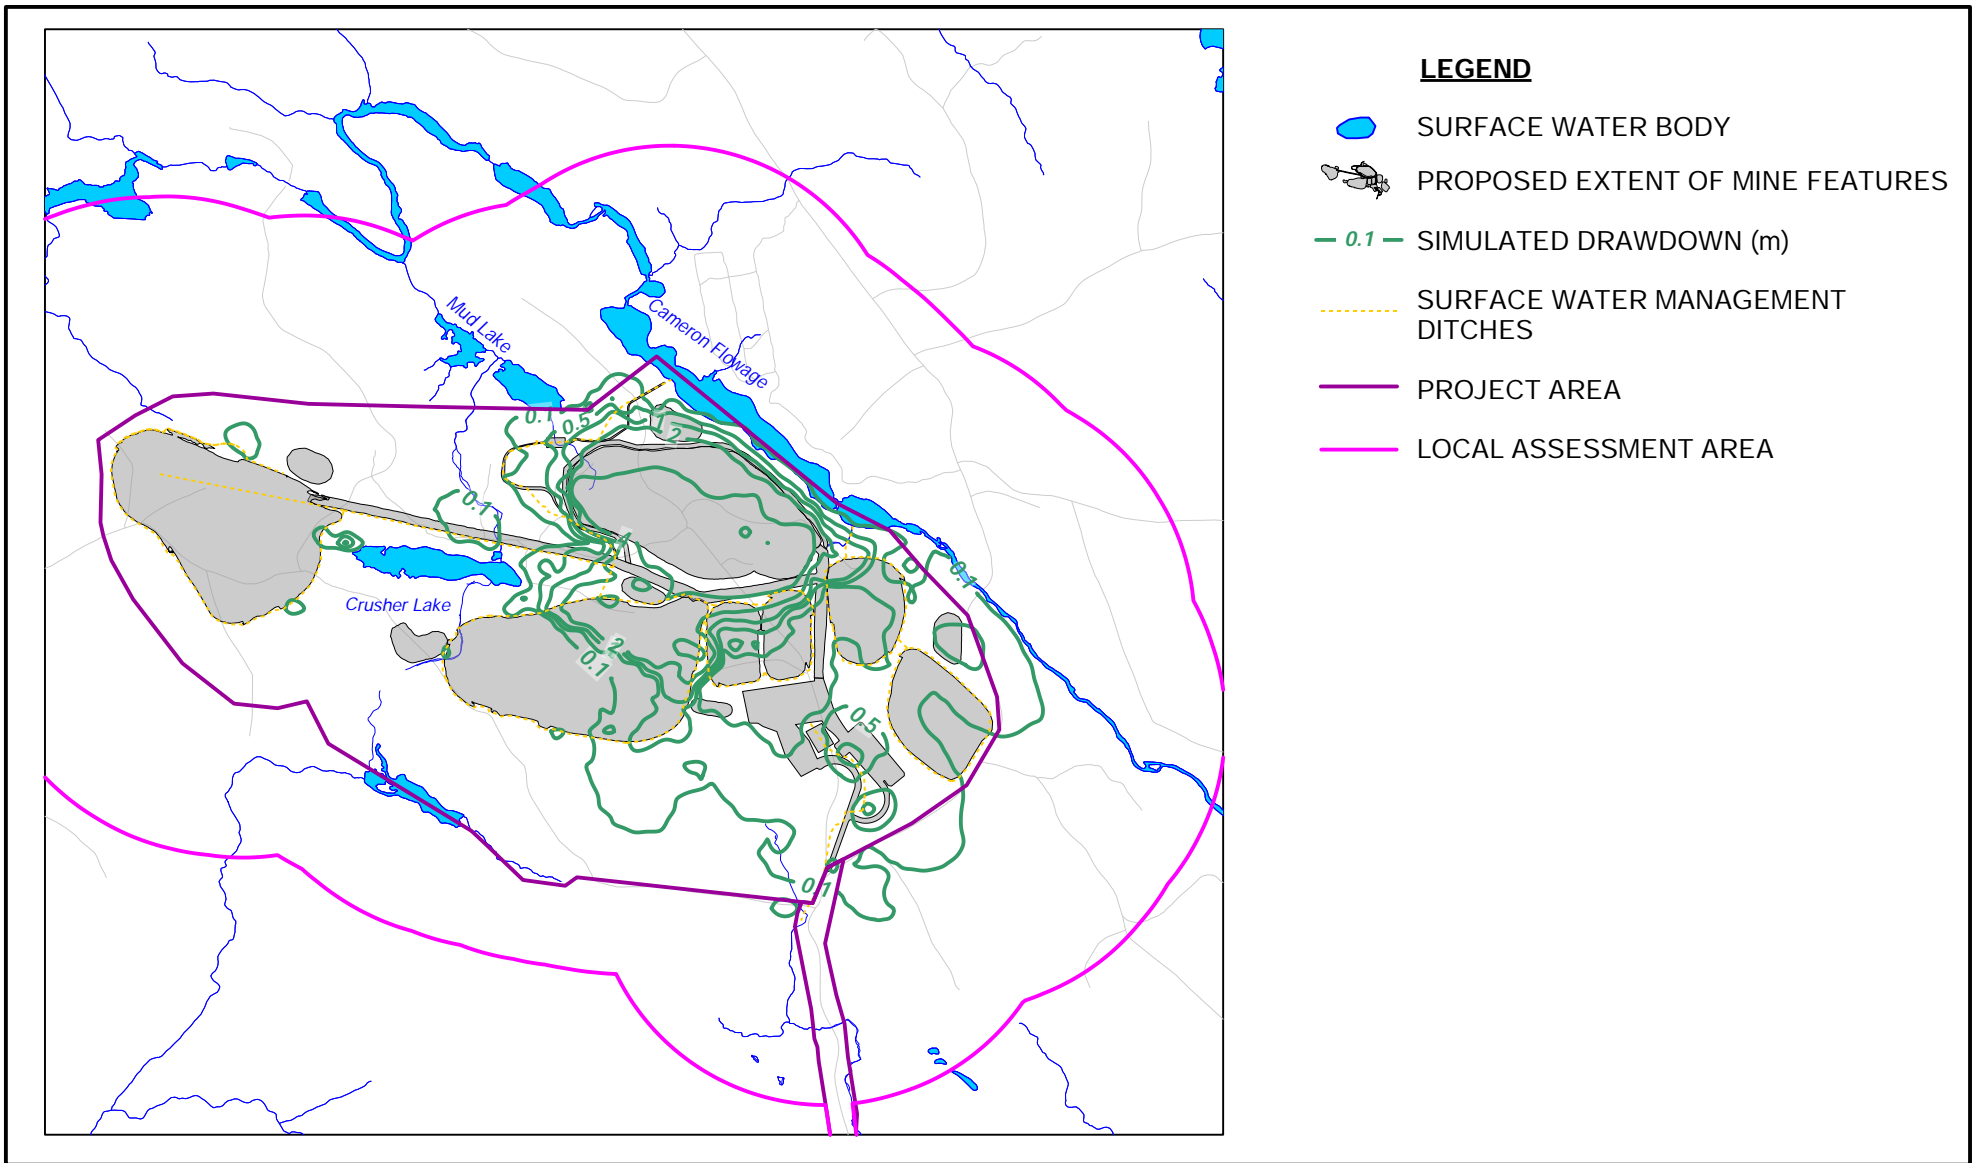 LEGEND
SURFACE WATER BODY
PROPOSED EXTENT OF MINE FEATURES
0.1
SIMULATED DRAWDOWN (m)
SURFACE WATER MANAGEMENT
DITCHES
PROJECT AREA
LOCAL ASSESSMENT AREA
Mud Lake
Cameron Flowage
0.1
0.5
1
2
0.1
4
0.1
Crusher Lake
2
0.1
0.5
0.1